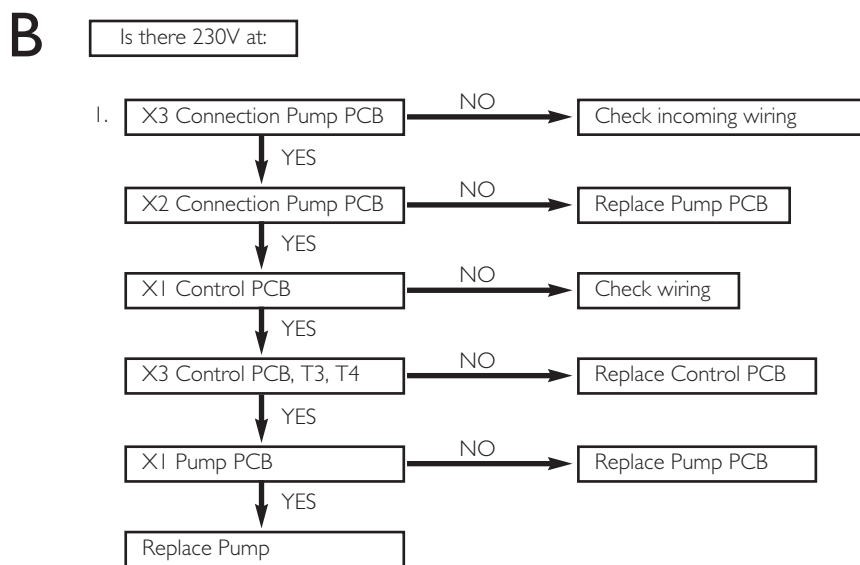 B
Is there 230V at:
1. X3 Connection Pump PCB NO Check incoming wiring
YES
X2 Connection Pump PCB NO Replace Pump PCB
YES
X1 Control PCB NO Check wiring
YES
X3 Control PCB, T3, T4 NO Replace Control PCB
YES
X1 Pump PCB NO Replace Pump PCB
YES
Replace Pump